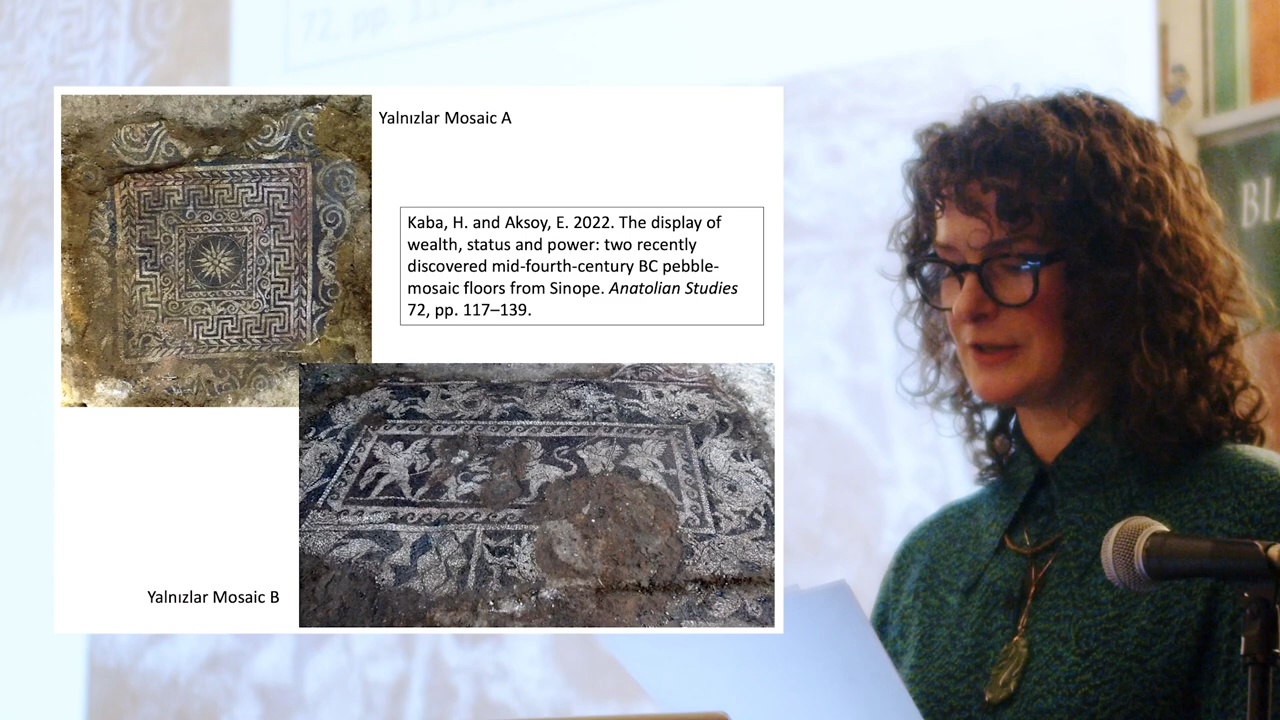 Yalnızlar Mosaic A
Kaba, H. and Aksoy, E. 2022. The display of
wealth, status and power: two recently
discovered mid-fourth-century BC pebble-
mosaic floors from Sinope. Anatolian Studies
72, pp. 117–139.
Yalnızlar Mosaic B